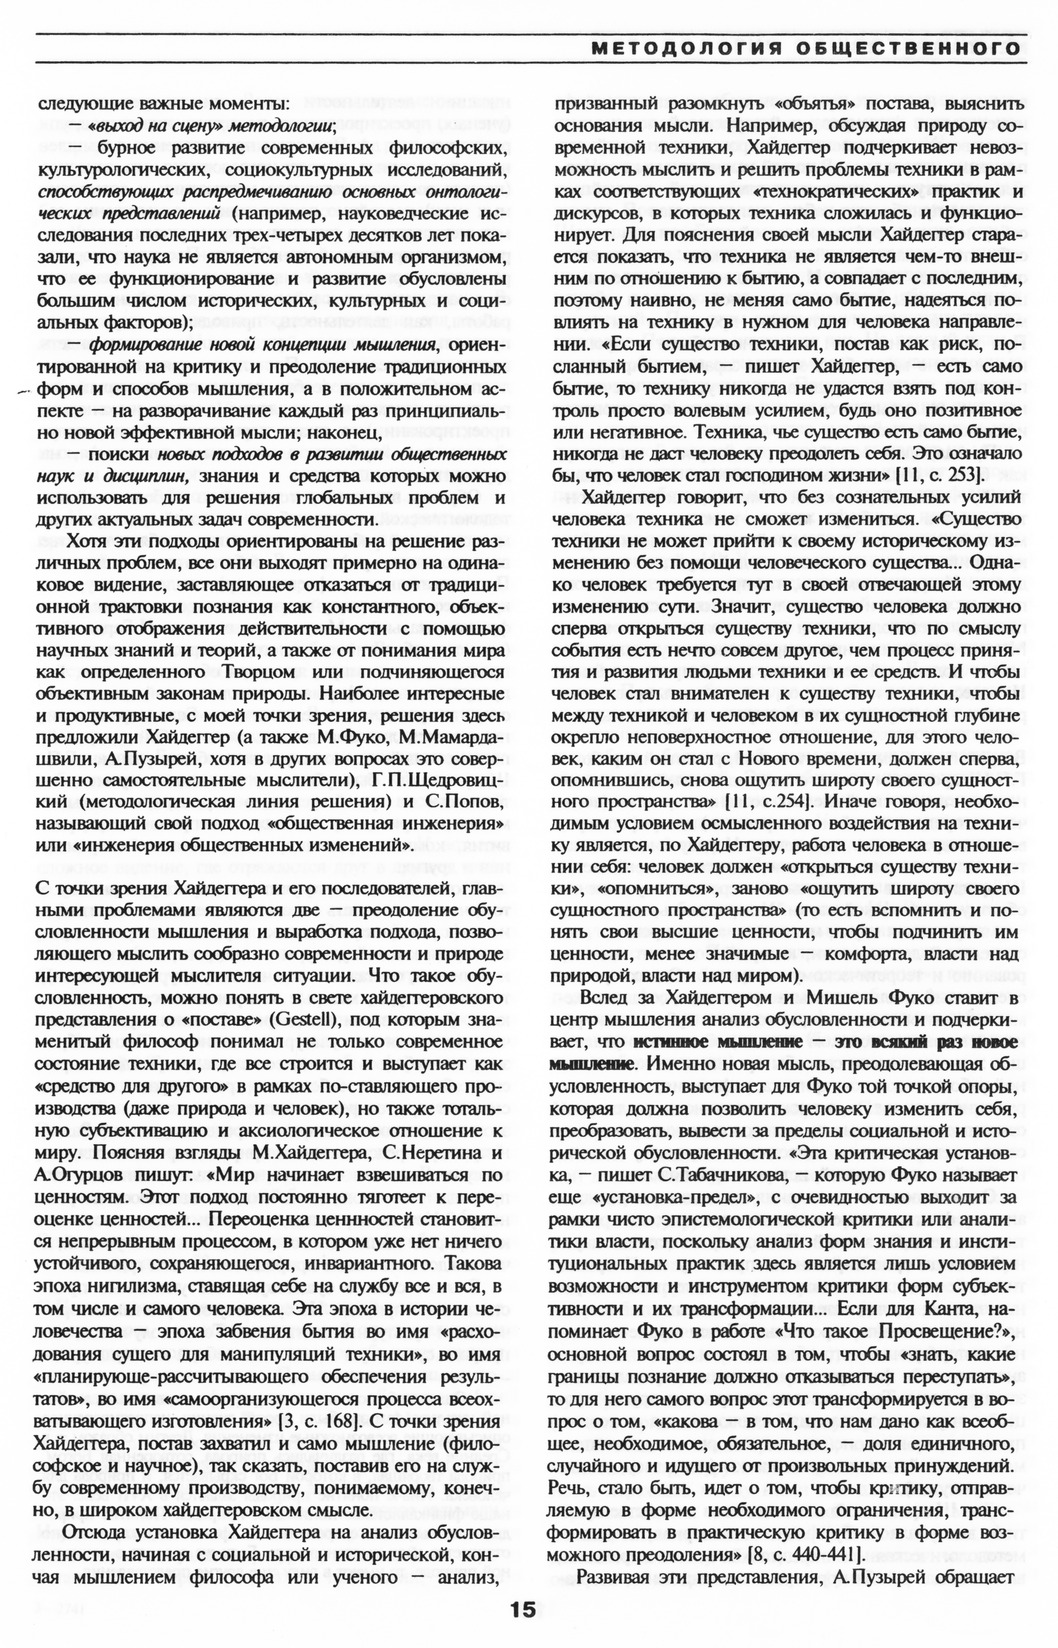 МЕТОДОЛОГИЯ ОБЩЕСТВЕННОГО
следующие важные моменты:
— «выход на сцену» методологии;
— бурное развитие современных философских,
культурологических, социокультурных исследований,
способствующих распредмечиванию основных онтологи-
ческих представлений (например, науковедческие ис-
следования последних трех-четырех десятков лет пока-
зали, что наука не является автономным организмом,
что ее функционирование и развитие обусловлены
большим числом исторических, культурных и соци-
альных факторов);
— формирование новой концепции мышления, ориен-
тированной на критику и преодоление традиционных
форм и способов мышления, а в положительном ас-
пекте — на разворачивание каждый раз принципиаль-
но новой эффективной мысли; наконец,
— поиски новых подходов в развитии общественных
наук и дисциплин, знания и средства которых можно
использовать для решения глобальных проблем и
других актуальных задач современности.
Хотя эти подходы ориентированы на решение раз-
личных проблем, все они выходят примерно на одина-
ковое видение, заставляющее отказаться от традици-
онной трактовки познания как константного, объек-
тивного отображения действительности с помощью
научных знаний и теорий, а также от понимания мира
как определенного Творцом или подчиняющегося
объективным законам природы. Наиболее интересные
и продуктивные, с моей точки зрения, решения здесь
предложили Хайдеггер (а также М.Фуко, М.Мамарда-
швили, А.Пузырей, хотя в других вопросах это совер-
шенно самостоятельные мыслители), Г.П.Щедровиц-
кий (методологическая линия решения) и С.Попов,
называющий свой подход «общественная инженерия»
или «инженерия общественных изменений».
С точки зрения Хайдеггера и его последователей, глав-
ными проблемами являются две — преодоление обу-
словленности мышления и выработка подхода, позво-
ляющего мыслить сообразно современности и природе
интересующей мыслителя ситуации. Что такое обу-
словленность, можно понять в свете хайдеггеровского
представления о «поставе» (Gestell), под которым зна-
менитый философ понимал не только современное
состояние техники, где все строится и выступает как
«средство для другого» в рамках по-ставляющего про-
изводства (даже природа и человек), но также тоталь-
ную субъективацию и аксиологическое отношение к
миру. Поясняя взгляды М.Хайдеггера, С.Неретина и
А.Огурцов пишут: «Мир начинает взвешиваться по
ценностям. Этот подход постоянно тяготеет к пере-
оценке ценностей... Переоценка ценнностей становит-
ся непрерывным процессом, в котором уже нет ничего
устойчивого, сохраняющегося, инвариантного. Такова
эпоха нигилизма, ставящая себе на службу все и вся, в
том числе и самого человека. Эта эпоха в истории че-
ловечества — эпоха забвения бытия во имя «расхо-
дования сущего для манипуляций техники», во имя
«планирующе-рассчитывающего обеспечения резуль-
татов», во имя «самоорганизующегося процесса всеох-
ватывающего изготовления» [3, с. 168]. С точки зрения
Хайдеггера, постав захватил и само мышление (фило-
софское и научное), так сказать, поставив его на служ-
бу современному производству, понимаемому, конеч-
но, в широком хайдеггеровском смысле.
Отсюда установка Хайдеггера на анализ обуслов-
ленности, начиная с социальной и исторической, кон-
чая мышлением философа или ученого — анализ,
призванный разомкнуть «объятья» постава, выяснить
основания мысли. Например, обсуждая природу со-
временной техники, Хайдеггер подчеркивает невоз-
можность мыслить и решить проблемы техники в рам-
ках соответствующих «технократических» практик и
дискурсов, в которых техника сложилась и функцио-
нирует. Для пояснения своей мысли Хайдеггер стара-
ется показать, что техника не является чем-то внеш-
ним по отношению к бытию, а совпадает с последним,
поэтому наивно, не меняя само бытие, надеяться по-
влиять на технику в нужном для человека направле-
нии. «Если существо техники, постав как риск, по-
сланный бытием, — пишет Хайдеггер, — есть само
бытие, то технику никогда не удастся взять под кон-
троль просто волевым усилием, будь оно позитивное
или негативное. Техника, чье существо есть само бытие,
никогда не даст человеку преодолеть себя. Это означало
бы, что человек стал господином жизни» [11, с. 253].
Хайдеггер говорит, что без сознательных усилий
человека техника не сможет измениться. «Существо
техники не может прийти к своему историческому из-
менению без помощи человеческого существа... Одна-
ко человек требуется тут в своей отвечающей этому
изменению сути. Значит, существо человека должно
сперва открыться существу техники, что по смыслу
события есть нечто совсем другое, чем процесс приня-
тия и развития людьми техники и ее средств. И чтобы
человек стал внимателен к существу техники, чтобы
между техникой и человеком в их сущностной глубине
окрепло неповерхностное отношение, для этого чело-
век, каким он стал с Нового времени, должен сперва,
опомнившись, снова ощутить широту своего сущност-
ного пространства» [11, с.254]. Иначе говоря, необхо-
димым условием осмысленного воздействия на техни-
ку является, по Хайдеггеру, работа человека в отноше-
нии себя: человек должен «открыться существу техни-
ки», «опомниться», заново «ощутить широту своего
сущностного пространства» (то есть вспомнить и по-
нять свои высшие ценности, чтобы подчинить им
ценности, менее значимые — комфорта, власти над
природой, власти над миром).
Вслед за Хайдеггером и Мишель Фуко ставит в
центр мышления анализ обусловленности и подчерки-
вает, что истинное мышление — это всякий раз новое
мышление. Именно новая мысль, преодолевающая об-
условленность, выступает для Фуко той точкой опоры,
которая должна позволить человеку изменить себя,
преобразовать, вывести за пределы социальной и исто-
рической обусловленности. «Эта критическая установ-
ка, — пишет С.Табачникова, — которую Фуко называет
еще «установка-предел», с очевидностью выходит за
рамки чисто эпистемологической критики или анали-
тики власти, поскольку анализ форм знания и инсти-
туциональных практик здесь является лишь условием
возможности и инструментом критики форм субъек-
тивности и их трансформации... Если для Канта, на-
поминает Фуко в работе «Что такое Просвещение?»,
основной вопрос состоял в том, чтобы «знать, какие
границы познание должно отказываться переступать»,
то для него самого вопрос этот трансформируется в во-
прос о том, «какова — в том, что нам дано как всеоб-
щее, необходимое, обязательное, — доля единичного,
случайного и идущего от произвольных принуждений.
Речь, стало быть, идет о том, чтобы критику, отправ-
ляемую в форме необходимого ограничения, транс-
формировать в практическую критику в форме воз-
можного преодоления» [8, с. 440-441].
Развивая эти представления, А.Пузырей обращает
15